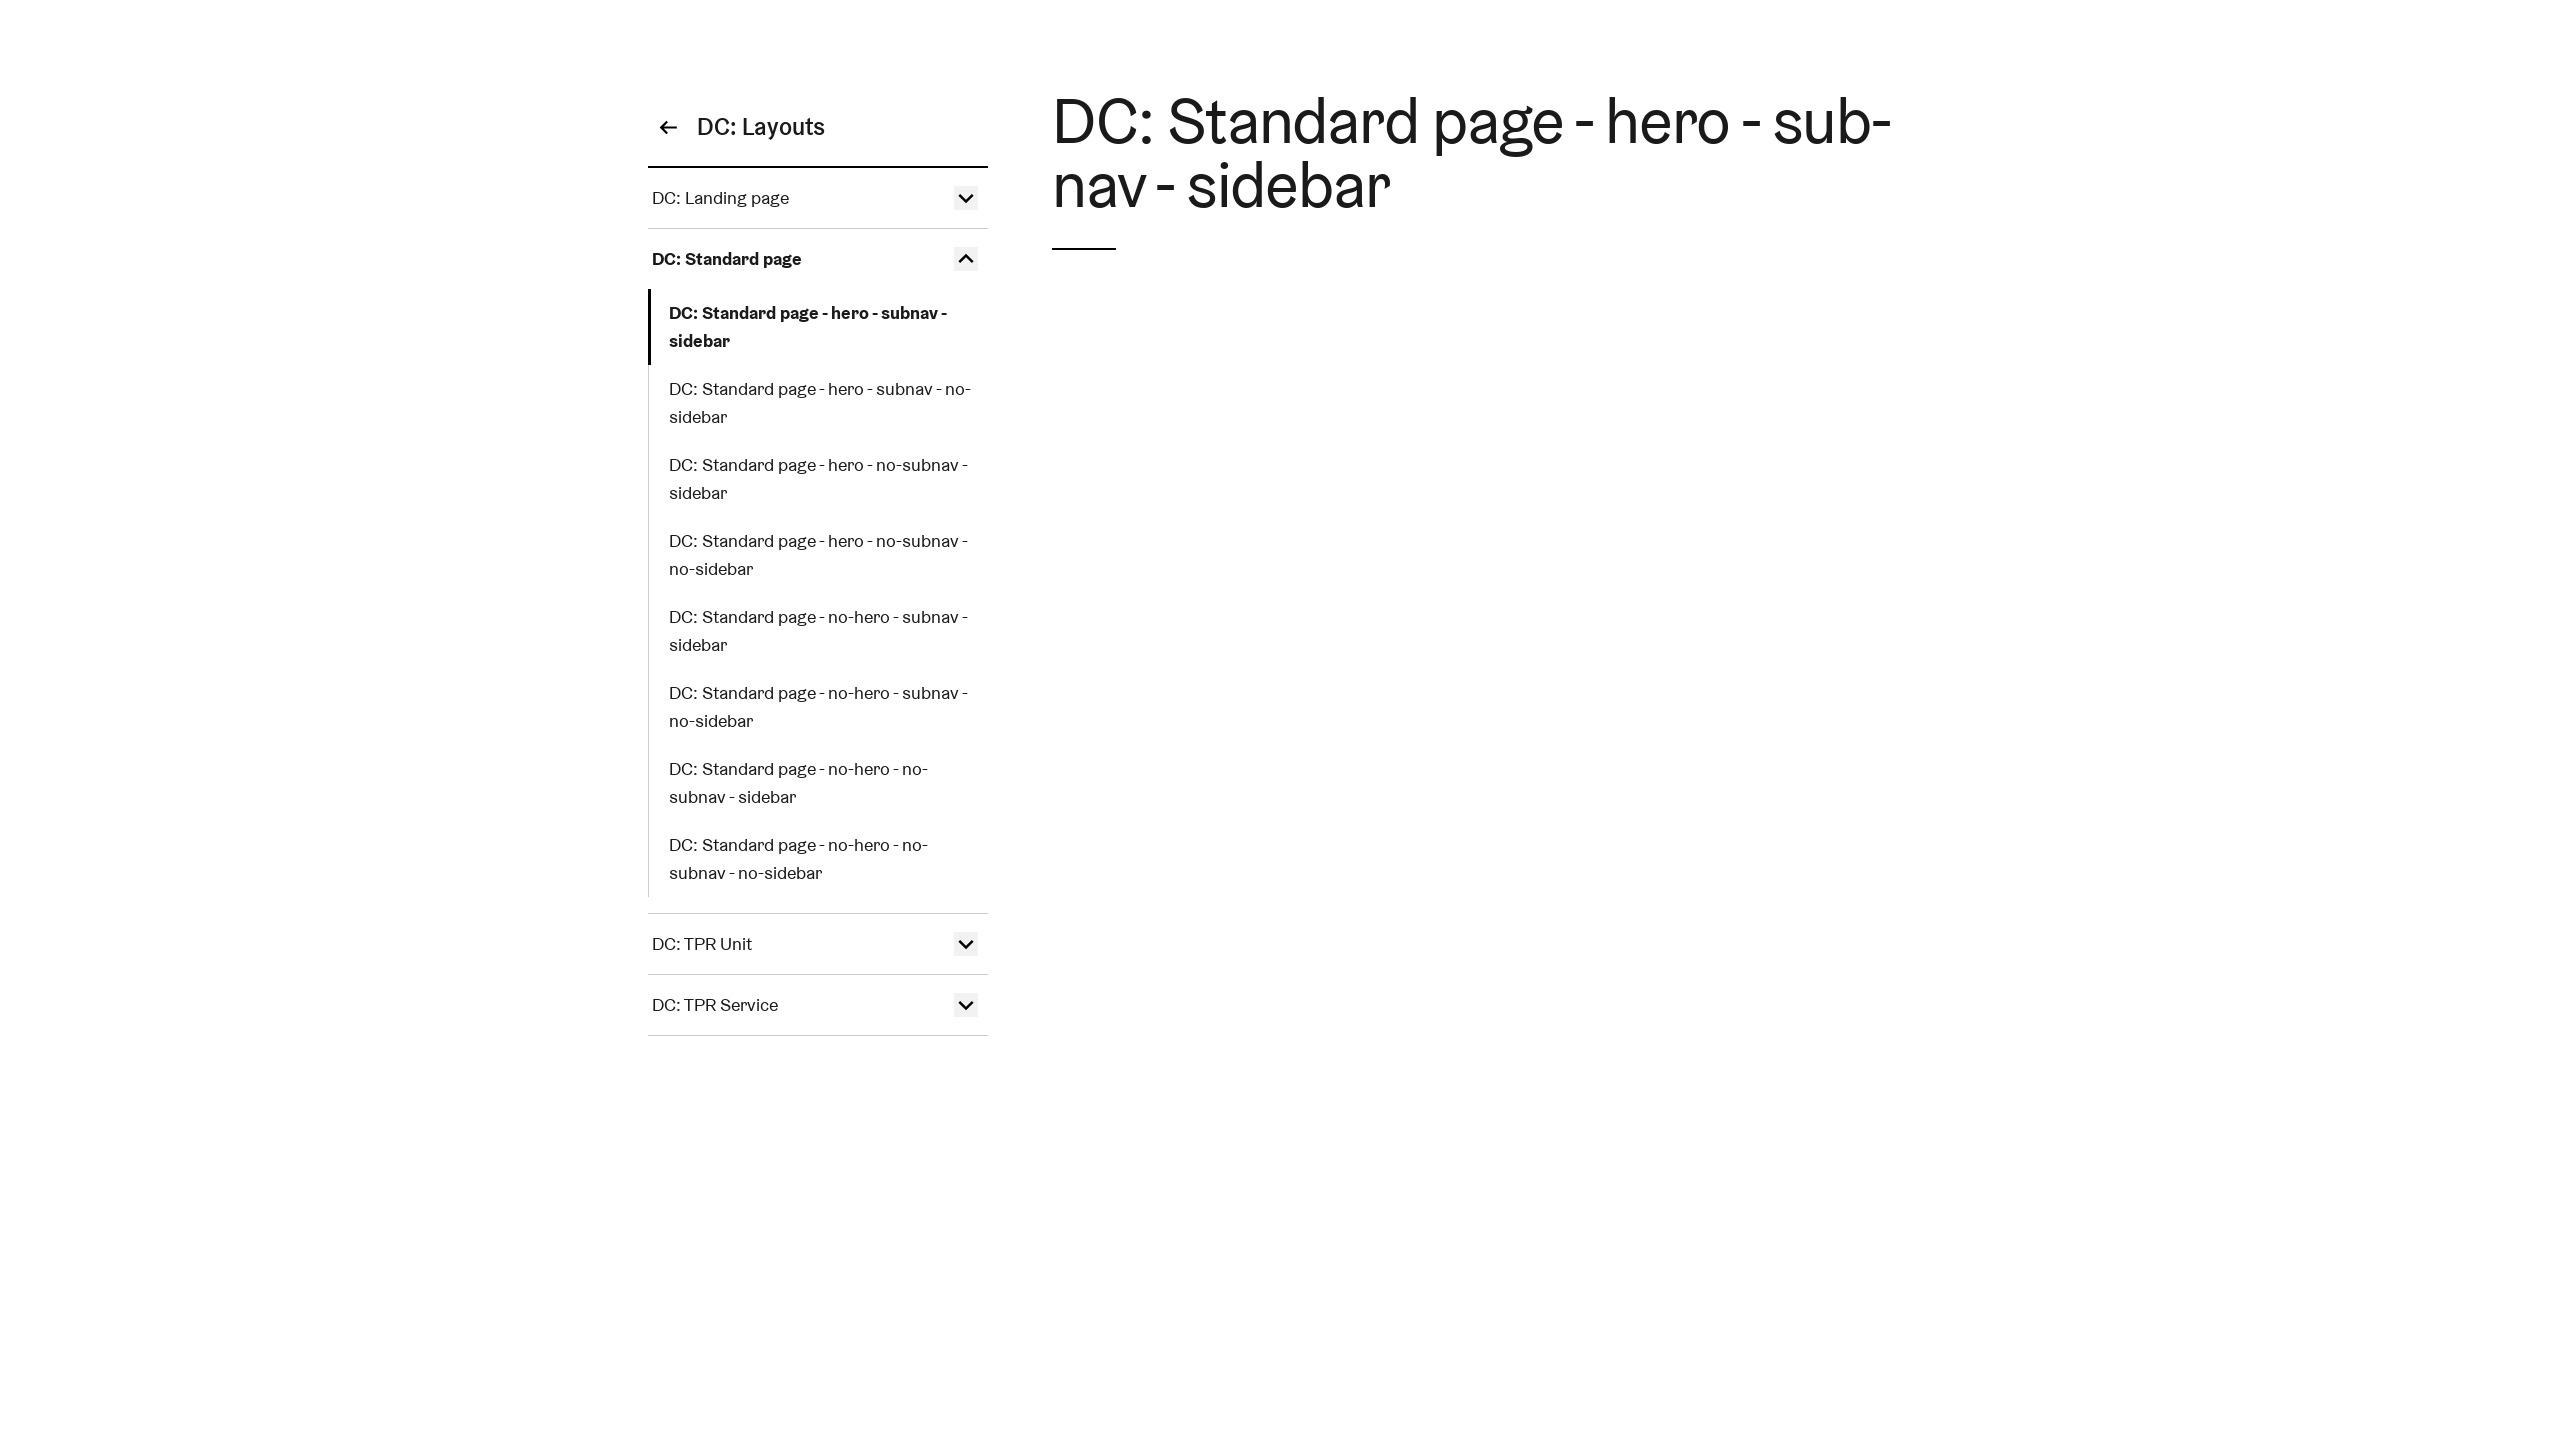 DC: Layouts
DC: Landing page
DC: Standard page
DC: Standard page - hero - subnav -
sidebar
DC: Standard page - hero - subnav - no-
sidebar
DC: Standard page - hero - no-subnav -
sidebar
DC: Standard page - hero - no-subnav -
no-sidebar
DC: Standard page - no-hero - subnav -
sidebar
DC: Standard page - no-hero - subnav -
no-sidebar
DC: Standard page - no-hero - no-
subnav - sidebar
DC: Standard page - no-hero - no-
subnav - no-sidebar
DC: TPR Unit
DC: TPR Service
DC: Standard page - hero - sub-
nav - sidebar